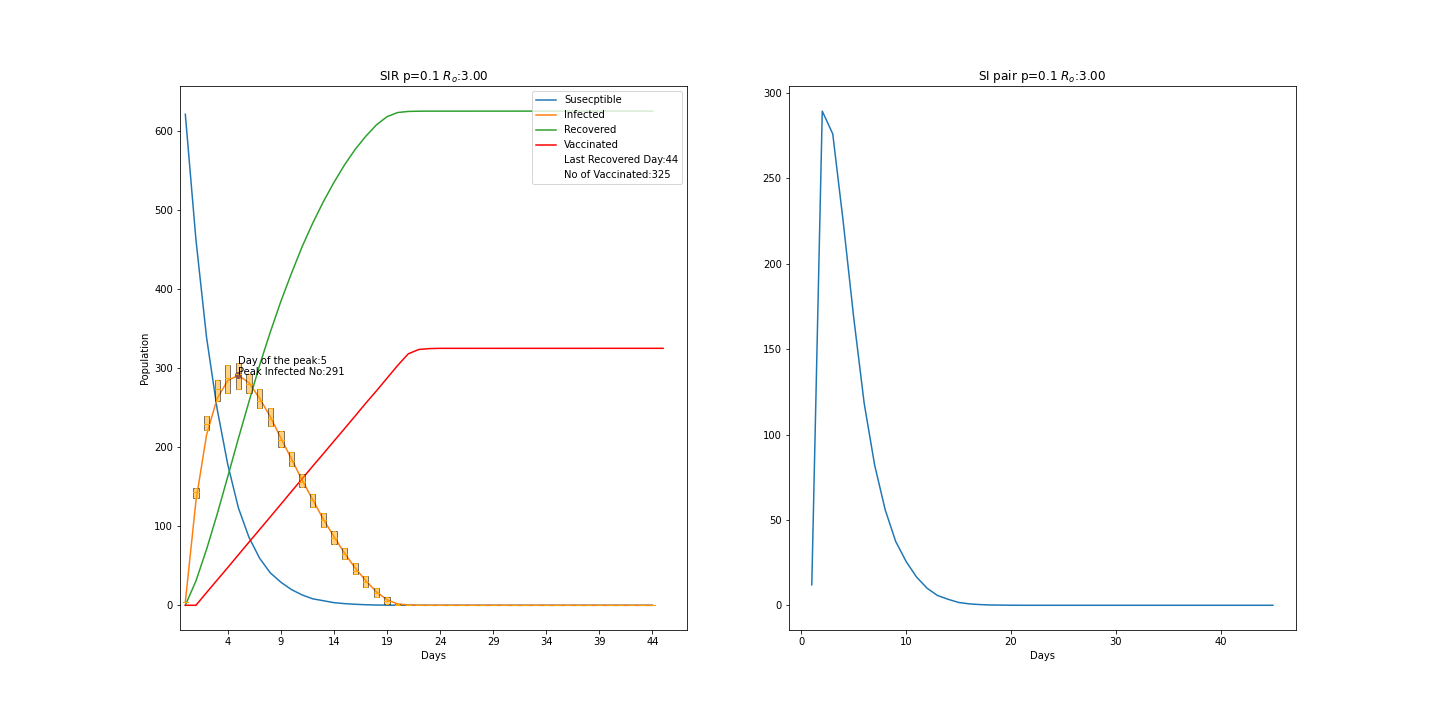 SIR p=0.1 Rₒ:3.00
Susecptible
Infected
Recovered
Vaccinated
Last Recovered Day:44
No of Vaccinated:325
600
500
400
300
200
100
0
Population
Day of the peak:5
Peak Infected No:291
4 9 14 19 24 29 34 39 44
Days
SI pair p=0.1 Rₒ:3.00
300
250
200
150
100
50
0
0 10 20 30 40
Days